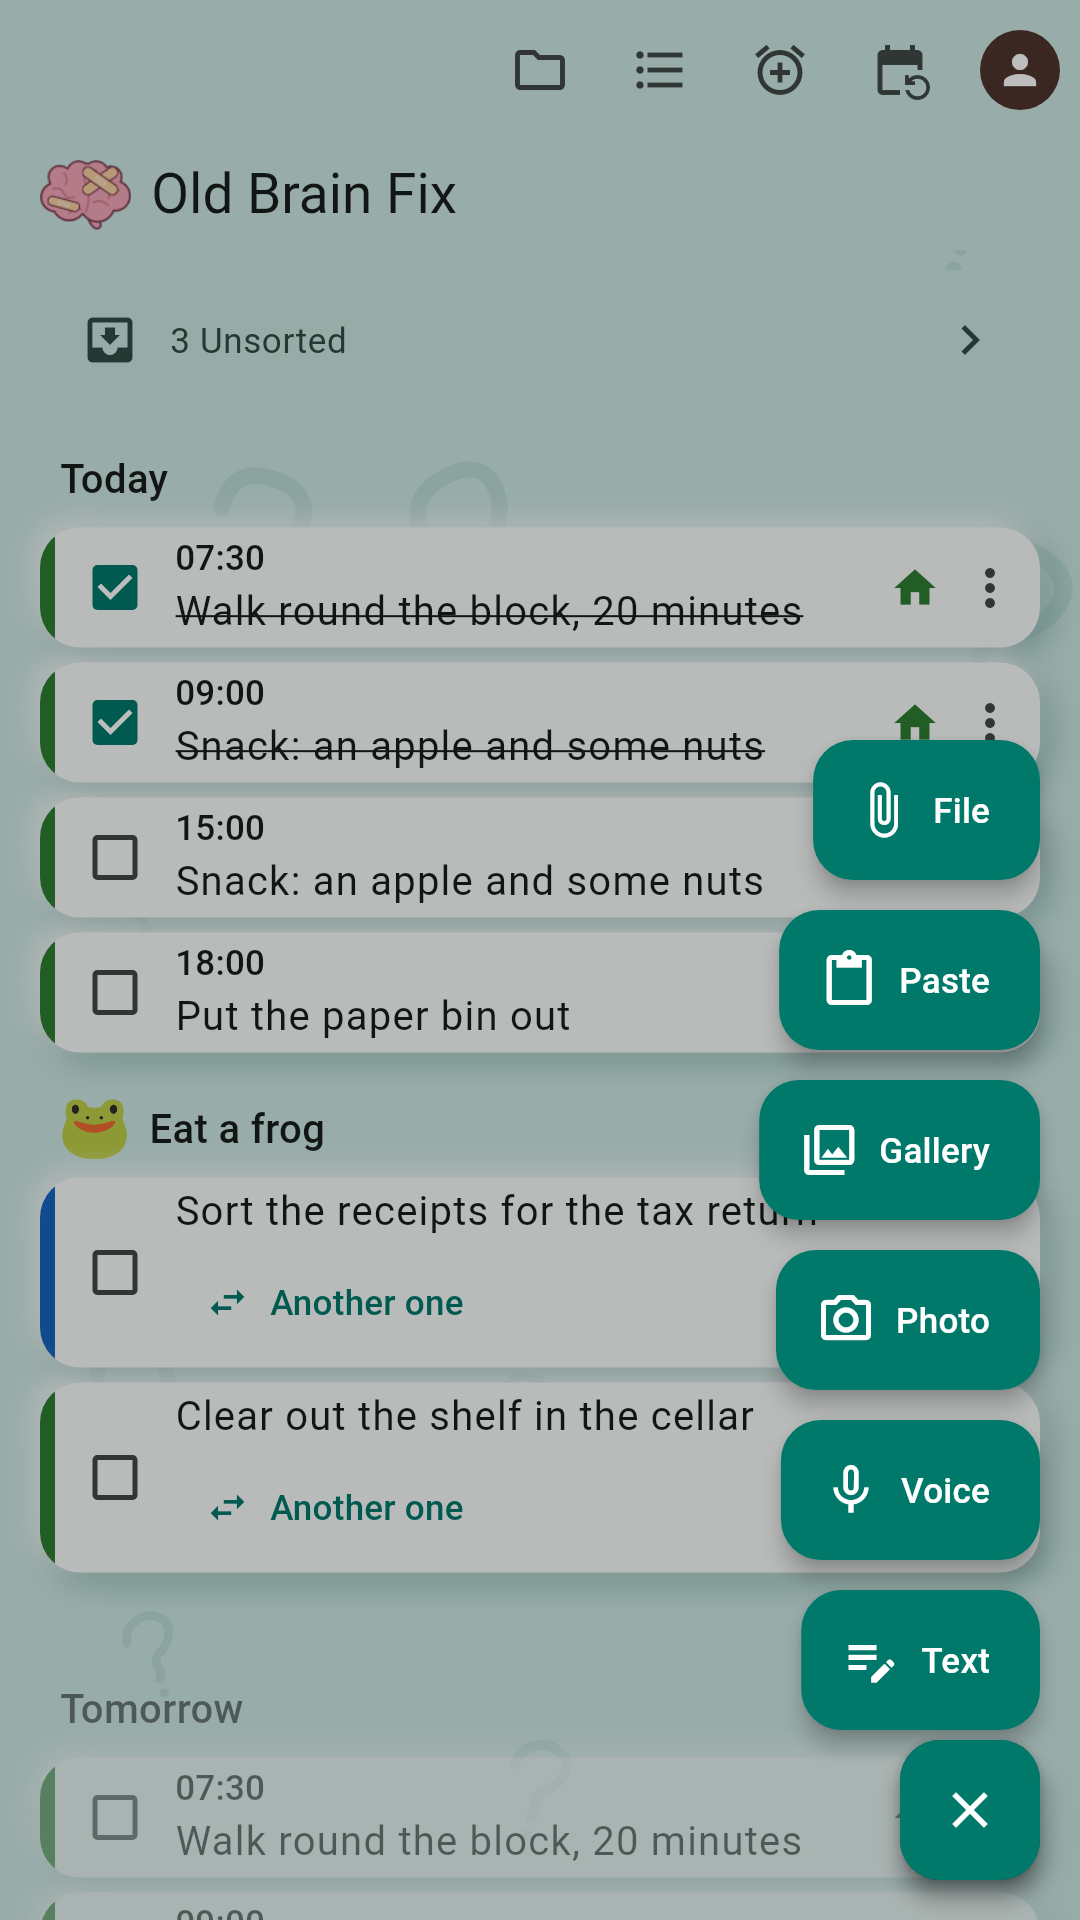 Old Brain Fix
3 Unsorted
Today
07:30
Walk round the block, 20 minutes
09:00
Snack: an apple and some nuts
File
15:00
Snack: an apple and some nuts
18:00
Paste
Put the paper bin out
Eat a frog
Gallery
Sort the receipts for the tax return
Another one
Photo
Clear out the shelf in the cellar
Voice
Another one
Text
Tomorrow
07:30
Walk round the block, 20 minutes
09:00